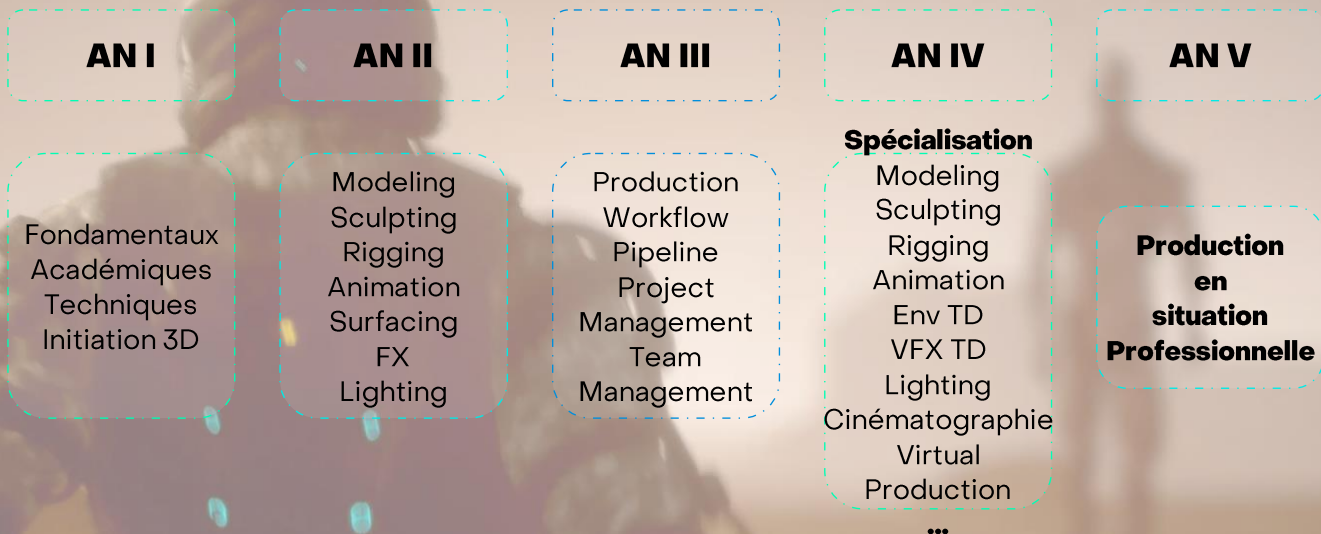 AN I
AN II
AN III
AN IV
AN V
Fondamentaux
Académiques
Techniques
Initiation 3D
Modeling
Sculpting
Rigging
Animation
Surfacing
FX
Lighting
Production
Workflow
Pipeline
Project
Management
Team
Management
Spécialisation
Modeling
Sculpting
Rigging
Animation
Env TD
VFX TD
Lighting
Cinématographie
Virtual
Production
...
Production
en
situation
Professionnelle